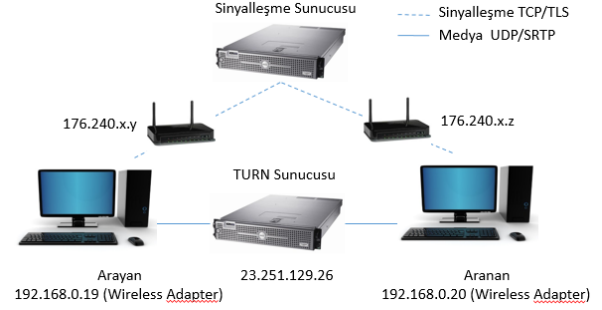 Sinyalleşme Sunucusu
Sinyalleşme TCP/TLS
Medya UDP/SRTP
176.240.x.y
176.240.x.z
TURN Sunucusu
Arayan
192.168.0.19 (Wireless Adapter)
23.251.129.26
Aranan
192.168.0.20 (Wireless Adapter)